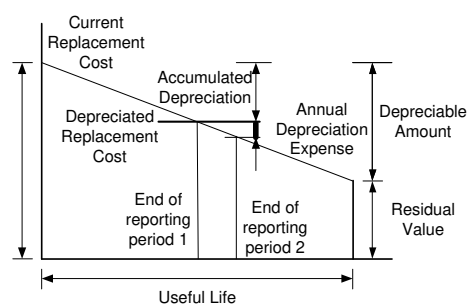 Current
Replacement
Cost
Accumulated
Depreciation
Depreciated
Replacement
Cost
Annual
Depreciation
Expense
Depreciable
Amount
End of
reporting
period 1
End of
reporting
period 2
Residual
Value
Useful Life